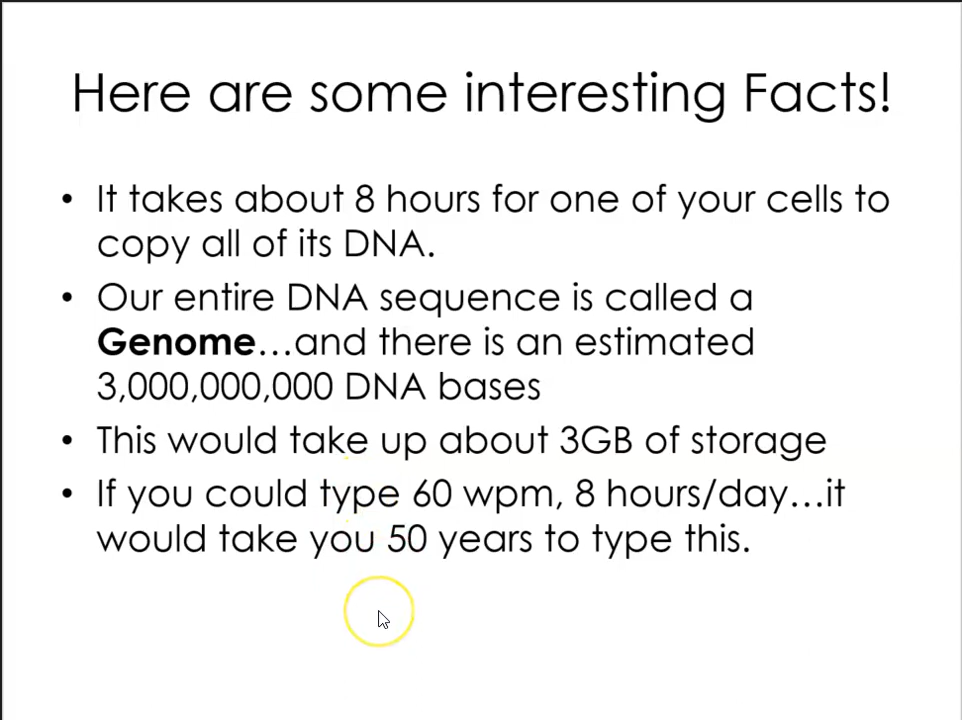 Here are some interesting Facts!
• It takes about 8 hours for one of your cells to
copy all of its DNA.
• Our entire DNA sequence is called a
Genome…and there is an estimated
3,000,000,000 DNA bases
• This would take up about 3GB of storage
• If you could type 60 wpm, 8 hours/day…it
would take you 50 years to type this.